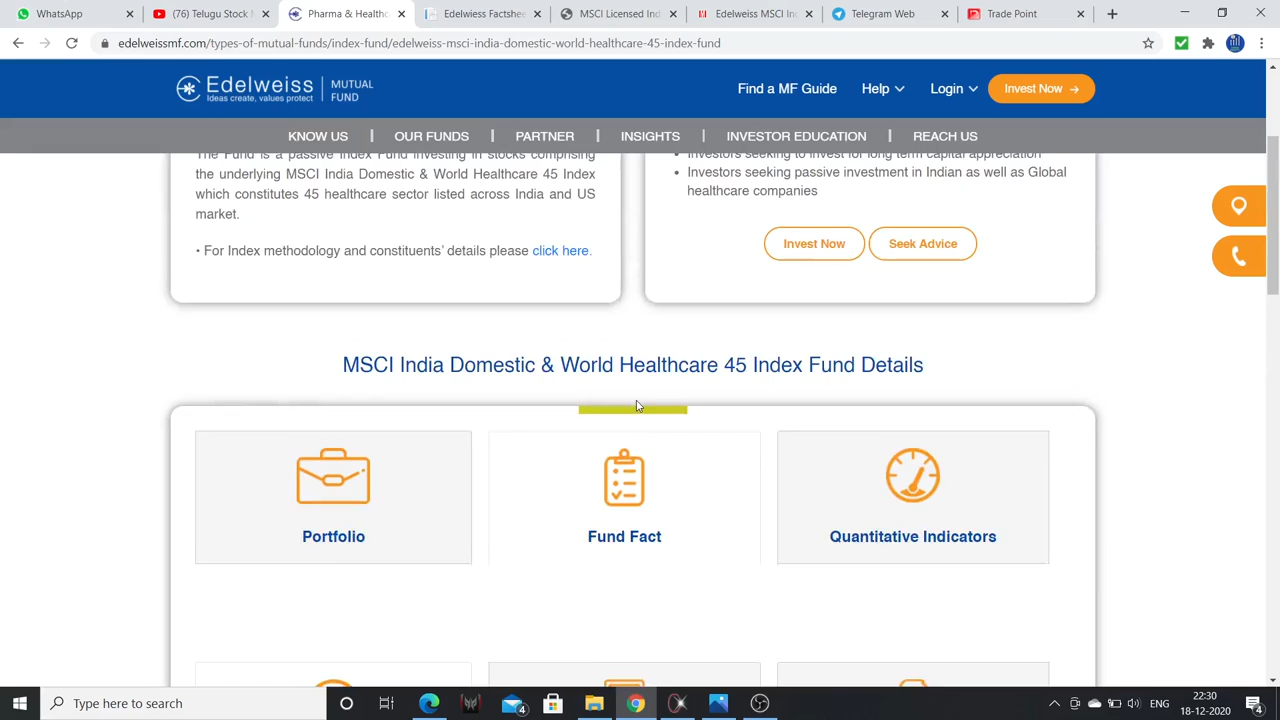 WhatsApp
(76) Telugu Stock M
Pharma & Healthc
Edelwiess Factshee
MSCI Licensed Ind
Edelweiss MSCI In
Telegram Web
Trade Point
edelweissmf.com/types-of-mutual-funds/index-fund/edelweiss-msci-india-domestic-world-healthcare-45-index-fund
Edelweiss
Ideas create, values protect
MUTUAL
FUND
Find a MF Guide
Help
Login
Invest Now →
KNOW US | OUR FUNDS | PARTNER | INSIGHTS | INVESTOR EDUCATION | REACH US
The Fund is a passive Index Fund investing in stocks comprising
the underlying MSCI India Domestic & World Healthcare 45 Index
which constitutes 45 healthcare sector listed across India and US
market.
• For Index methodology and constituents' details please click here.
• Investors seeking to invest for long term capital appreciation
• Investors seeking passive investment in Indian as well as Global
healthcare companies
Invest Now
Seek Advice
MSCI India Domestic & World Healthcare 45 Index Fund Details
Portfolio
Fund Fact
Quantitative Indicators
Type here to search
4
ENG
22:30
18-12-2020
4